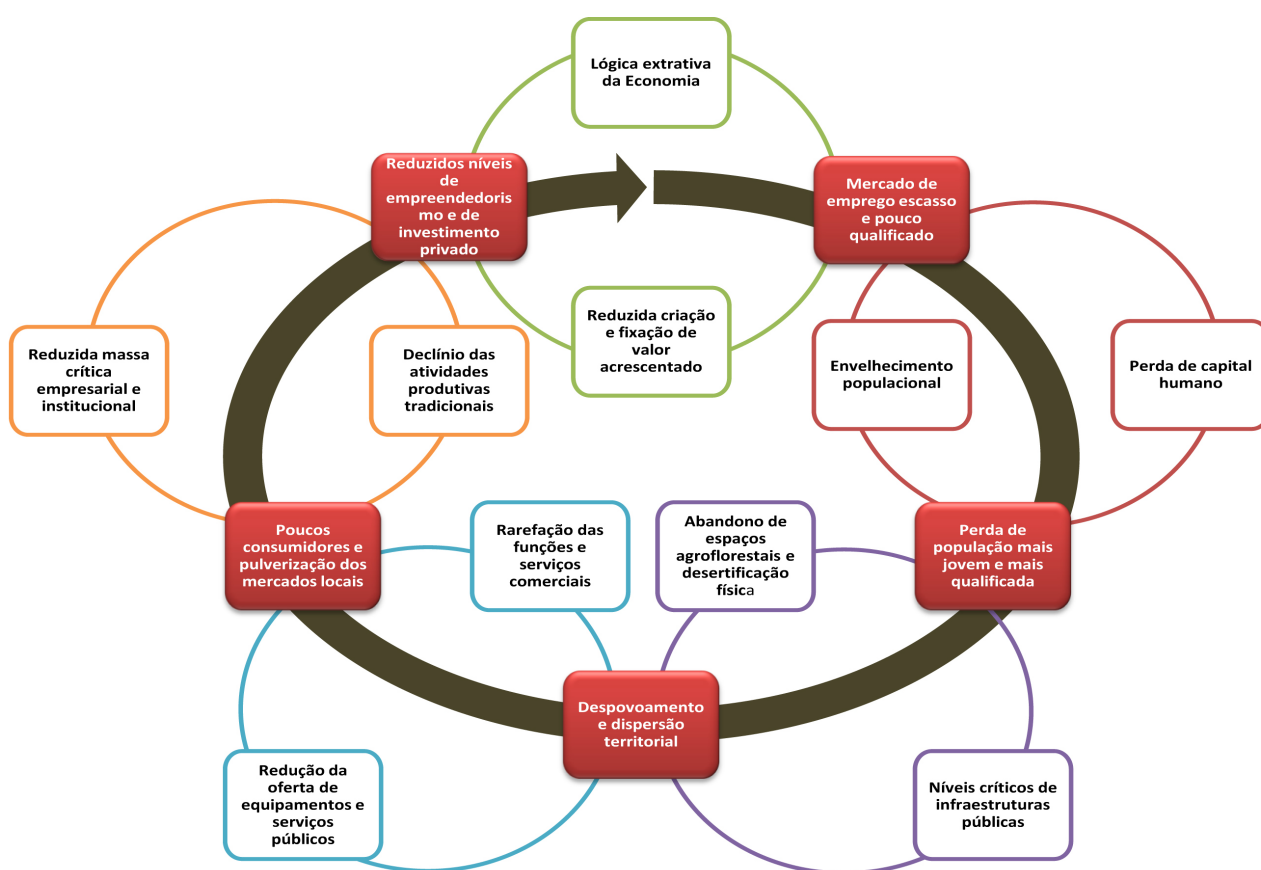 Lógica extrativa
da Economia
Reduzidos níveis
de
empreendedoris
mo e de
investimento
privado
Mercado de
emprego escasso
e pouco
qualificado
Reduzida criação
e fixação de
valor
acrescentado
Reduzida massa
crítica
empresarial e
institucional
Declínio das
atividades
produtivas
tradicionais
Envelhecimento
populacional
Perda de capital
humano
Poucos
consumidores e
pulverização dos
mercados locais
Rarefação das
funções e
serviços
comerciais
Abandono de
espaços
agroflorestais e
desertificação
física
Perda de
população mais
jovem e mais
qualificada
Despovoamento
e dispersão
territorial
Redução da
oferta de
equipamentos e
serviços
públicos
Níveis críticos de
infraestruturas
públicas